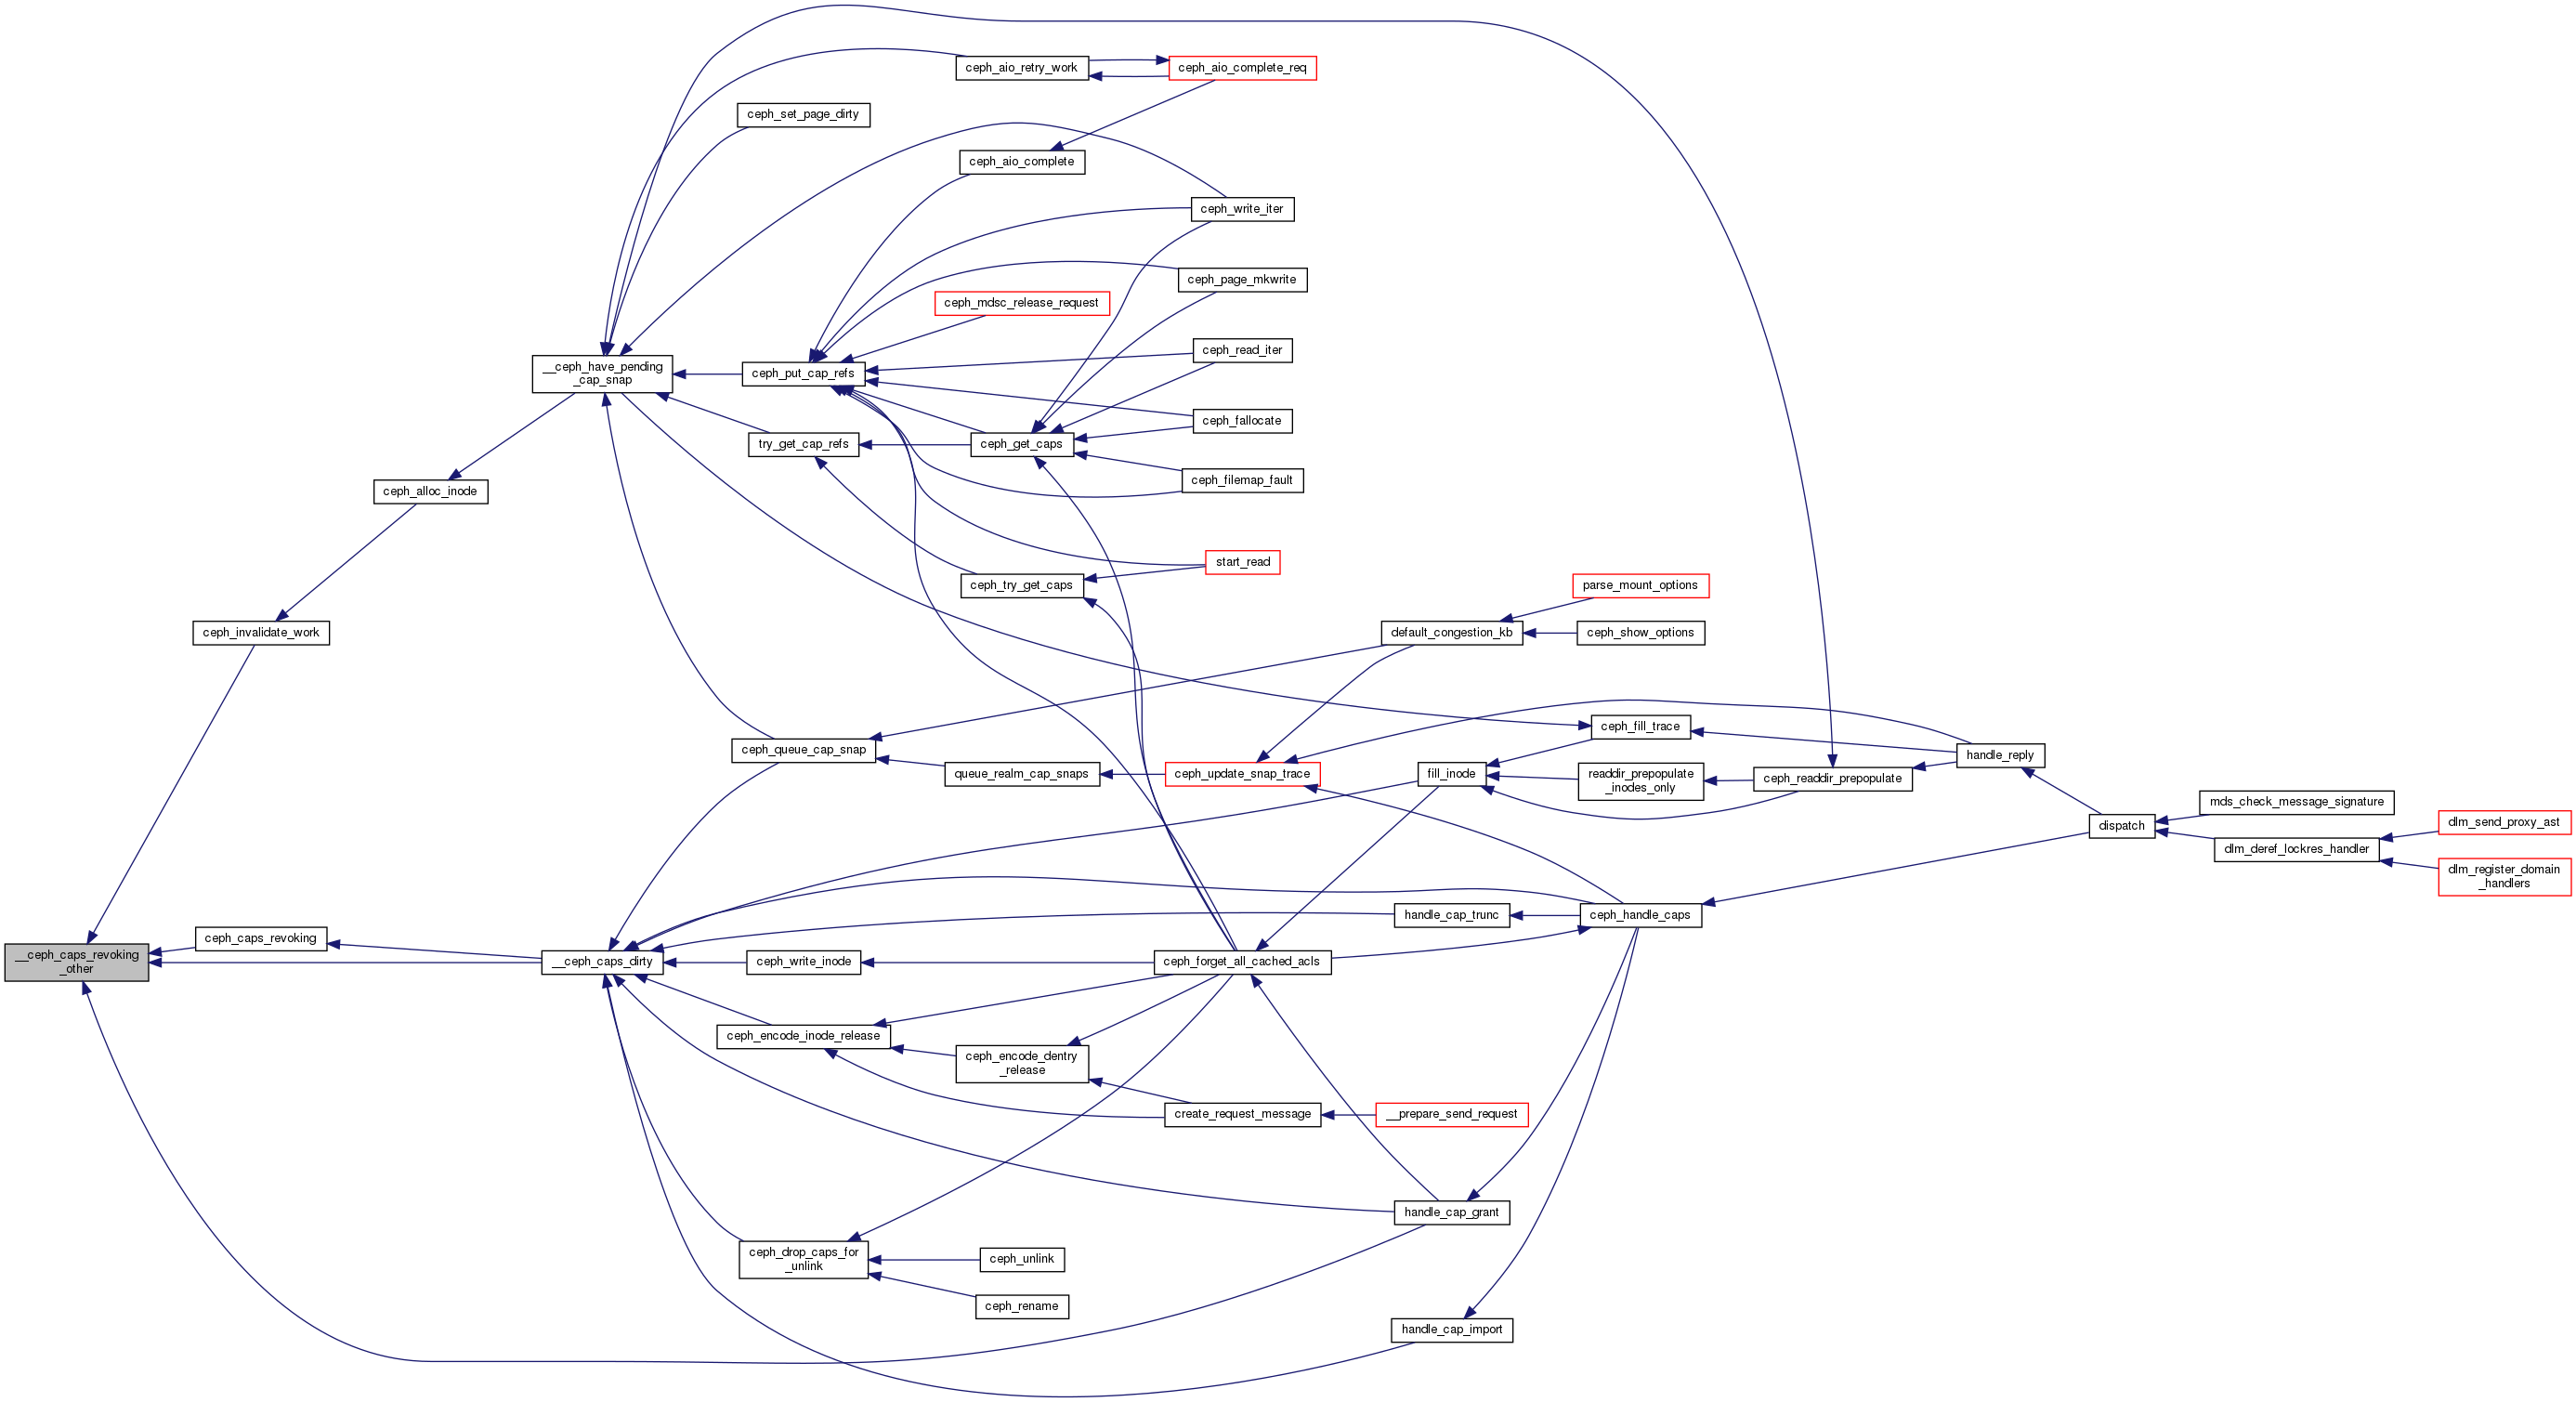 __ceph_caps_revoking
_other
ceph_invalidate_work
ceph_caps_revoking
ceph_alloc_inode
__ceph_have_pending
_cap_snap
__ceph_caps_dirty
ceph_set_page_dirty
ceph_put_cap_refs
try_get_cap_refs
ceph_queue_cap_snap
ceph_write_inode
ceph_encode_inode_release
ceph_drop_caps_for
_unlink
ceph_aio_retry_work
ceph_aio_complete
ceph_mdsc_release_request
ceph_get_caps
ceph_try_get_caps
queue_realm_cap_snaps
ceph_encode_dentry
_release
ceph_unlink
ceph_rename
ceph_aio_complete_req
ceph_write_iter
ceph_page_mkwrite
ceph_read_iter
ceph_fallocate
ceph_filemap_fault
start_read
ceph_update_snap_trace
ceph_forget_all_cached_acls
create_request_message
default_congestion_kb
fill_inode
handle_cap_trunc
__prepare_send_request
handle_cap_grant
handle_cap_import
parse_mount_options
ceph_show_options
ceph_fill_trace
readdir_prepopulate
_inodes_only
ceph_handle_caps
ceph_readdir_prepopulate
handle_reply
dispatch
mds_check_message_signature
dlm_deref_lockres_handler
dlm_send_proxy_ast
dlm_register_domain
_handlers